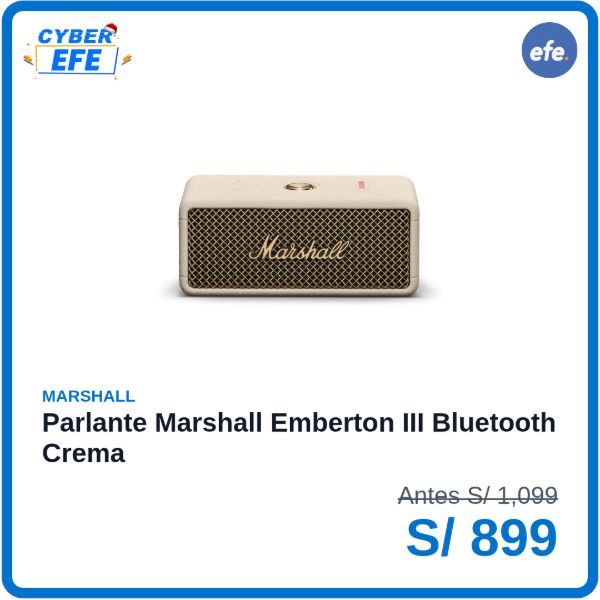 CYBER
EFE
efe.
Marshall
MARSHALL
Parlante Marshall Emberton III Bluetooth
Crema
Antes S/ 1,099
S/ 899